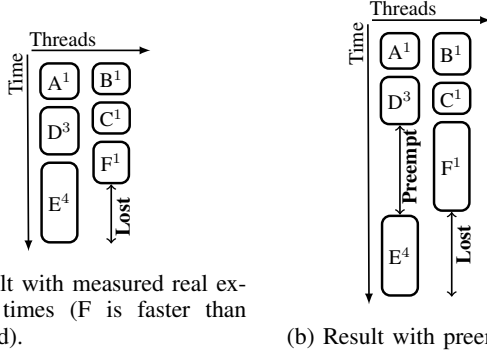 Threads
Time
A¹ B¹
D³ C¹
F¹
E⁴
Lost
Threads
Time
A¹ B¹
D³ C¹
Preempt
F¹
E⁴
Lost
lt with measured real ex-
times (F is faster than
d).
(b) Result with preem